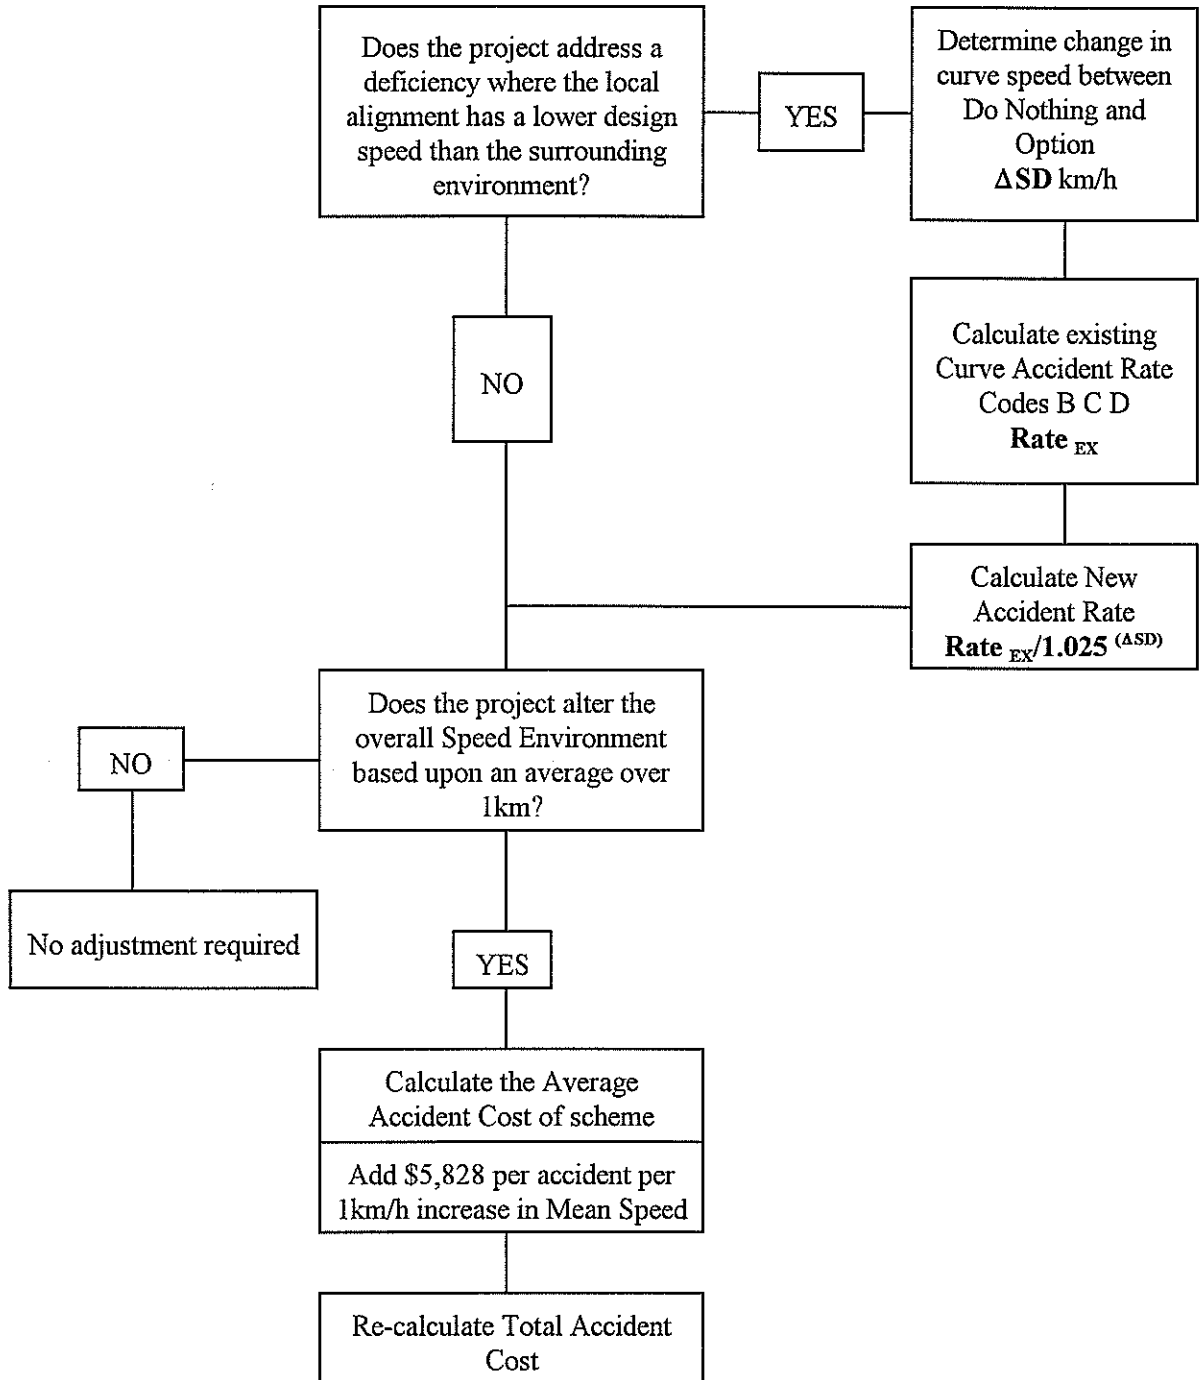 Does the project address a
deficiency where the local
alignment has a lower design
speed than the surrounding
environment?
YES
Determine change in
curve speed between
Do Nothing and
Option
ΔSD km/h
Calculate existing
Curve Accident Rate
Codes B C D
Rate EX
NO
Calculate New
Accident Rate
Rate EX/1.025 (ΔSD)
Does the project alter the
overall Speed Environment
based upon an average over
1km?
NO
No adjustment required
YES
Calculate the Average
Accident Cost of scheme
Add $5,828 per accident per
1km/h increase in Mean Speed
Re-calculate Total Accident
Cost